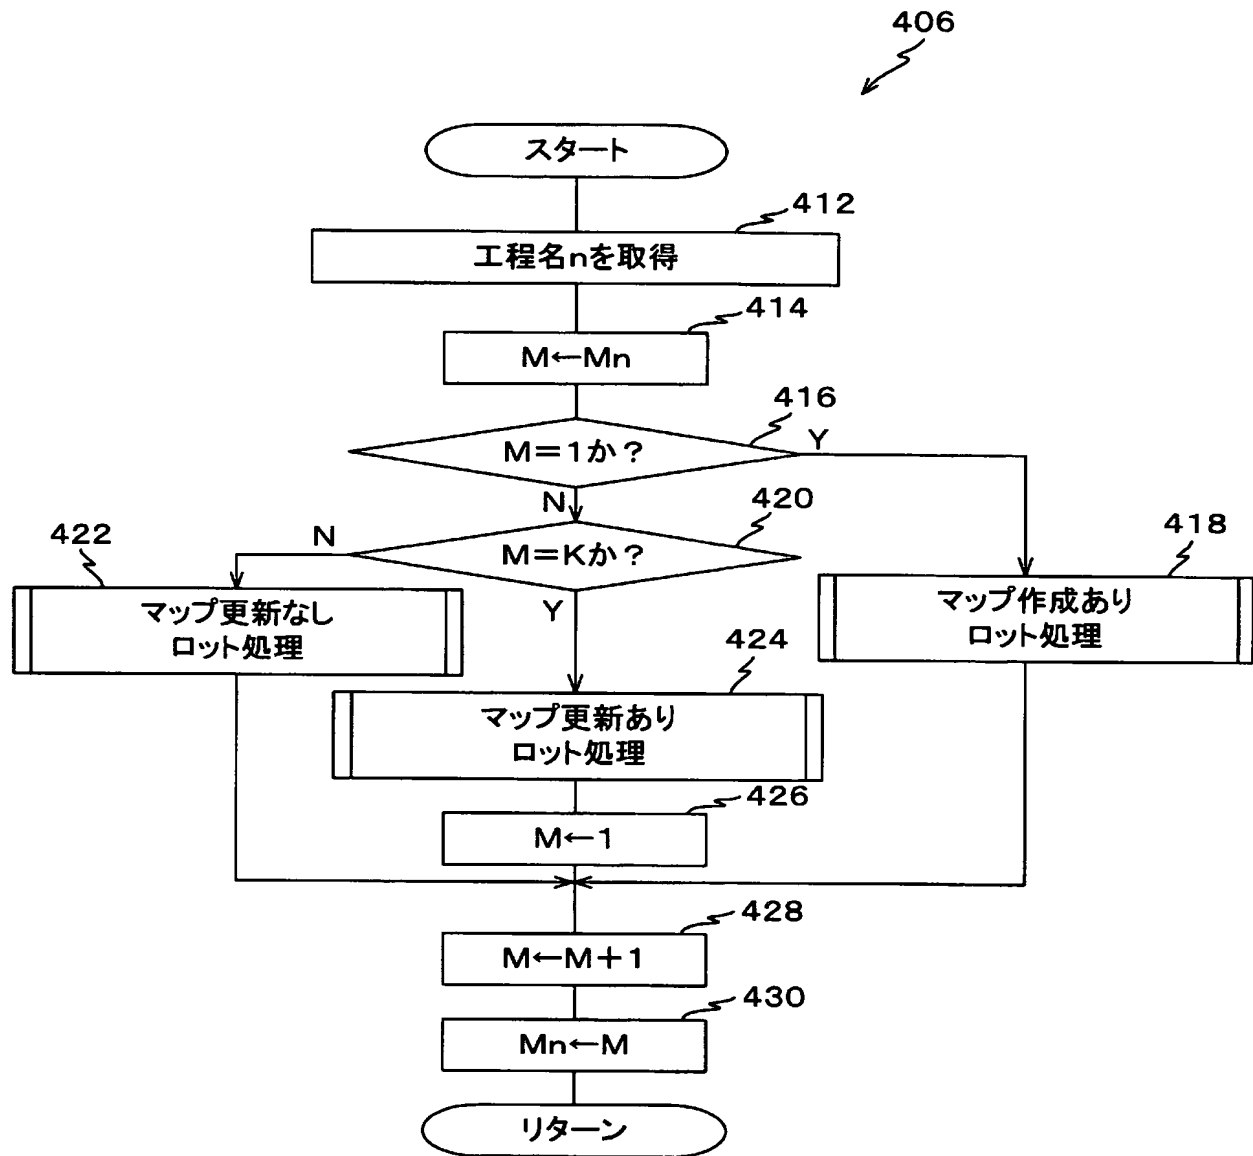 406
スタート
412
工程名nを取得
414
M←Mn
416
M=1か?
Y
N
420
M=Kか?
N
Y
422
マップ更新なし
ロット処理
418
マップ作成あり
ロット処理
424
マップ更新あり
ロット処理
426
M←1
428
M←M+1
430
Mn←M
リターン